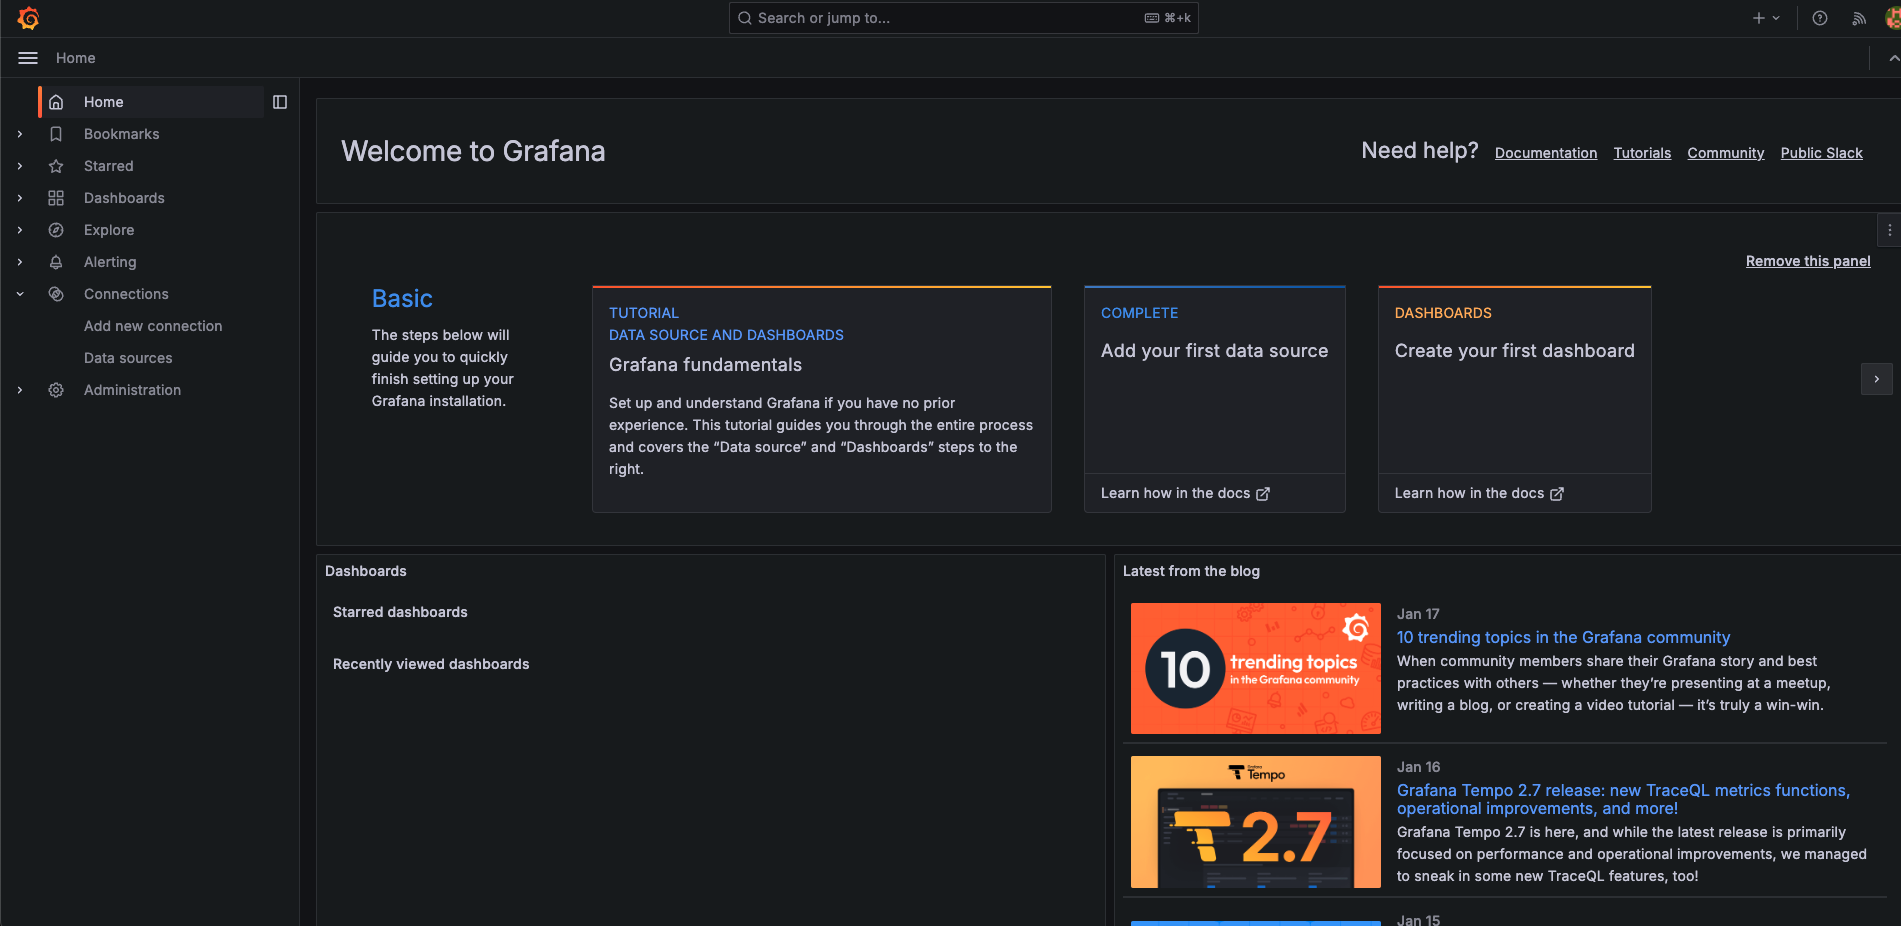 Search or jump to...
⌘+k
Home
Home
Bookmarks
Starred
Dashboards
Explore
Alerting
Connections
Add new connection
Data sources
Administration
Welcome to Grafana
Need help?
Documentation
Tutorials
Community
Public Slack
Remove this panel
Basic
The steps below will
guide you to quickly
finish setting up your
Grafana installation.
TUTORIAL
DATA SOURCE AND DASHBOARDS
Grafana fundamentals
Set up and understand Grafana if you have no prior
experience. This tutorial guides you through the entire process
and covers the “Data source” and “Dashboards” steps to the
right.
COMPLETE
Add your first data source
Learn how in the docs
DASHBOARDS
Create your first dashboard
Learn how in the docs
Dashboards
Starred dashboards
Recently viewed dashboards
Latest from the blog
10
trending topics
in the Grafana community
Jan 17
10 trending topics in the Grafana community
When community members share their Grafana story and best
practices with others — whether they’re presenting at a meetup,
writing a blog, or creating a video tutorial — it’s truly a win-win.
Grafana
Tempo
2.7
Jan 16
Grafana Tempo 2.7 release: new TraceQL metrics functions,
operational improvements, and more!
Grafana Tempo 2.7 is here, and while the latest release is primarily
focused on performance and operational improvements, we managed
to sneak in some new TraceQL features, too!
Jan 15